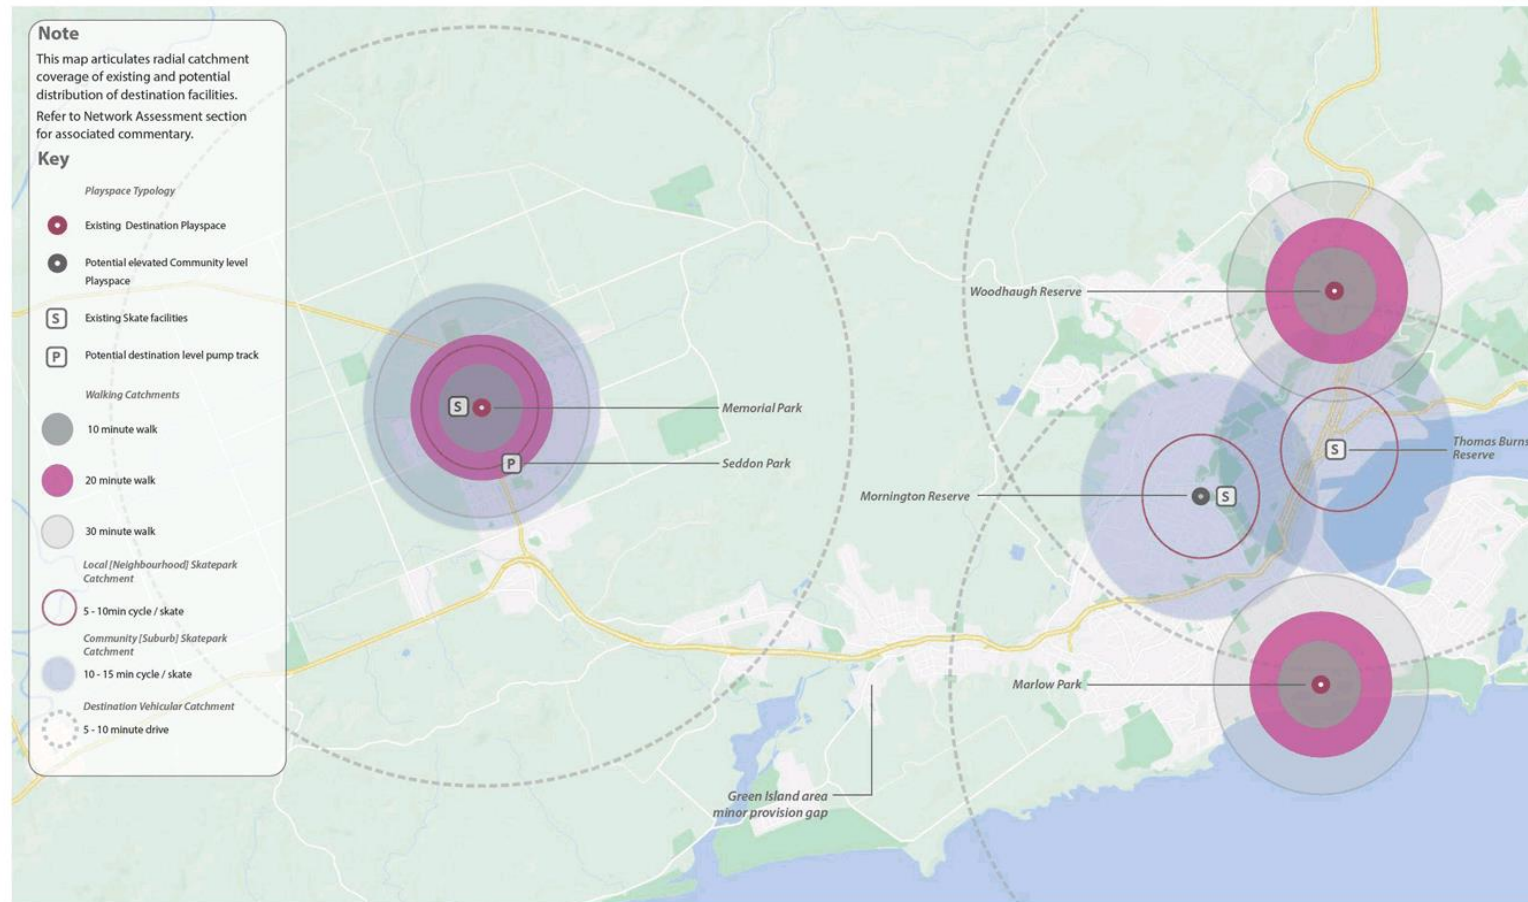 Note
This map articulates radial catchment
coverage of existing and potential
distribution of destination facilities.
Refer to Network Assessment section
for associated commentary.
Key
Playspace Typology
Existing Destination Playspace
Potential elevated Community level
Playspace
S
Existing Skate facilities
P
Potential destination level pump track
Walking Catchments
10 minute walk
20 minute walk
30 minute walk
Local [Neighbourhood] Skatepark
Catchment
5 - 10min cycle / skate
Community [Suburb] Skatepark
Catchment
10 - 15 min cycle / skate
Destination Vehicular Catchment
5 - 10 minute drive
Woodhaugh Reserve
S
Memorial Park
P
Seddon Park
S
Thomas Burns
Reserve
Mornington Reserve
S
Marlow Park
Green Island area
minor provision gap